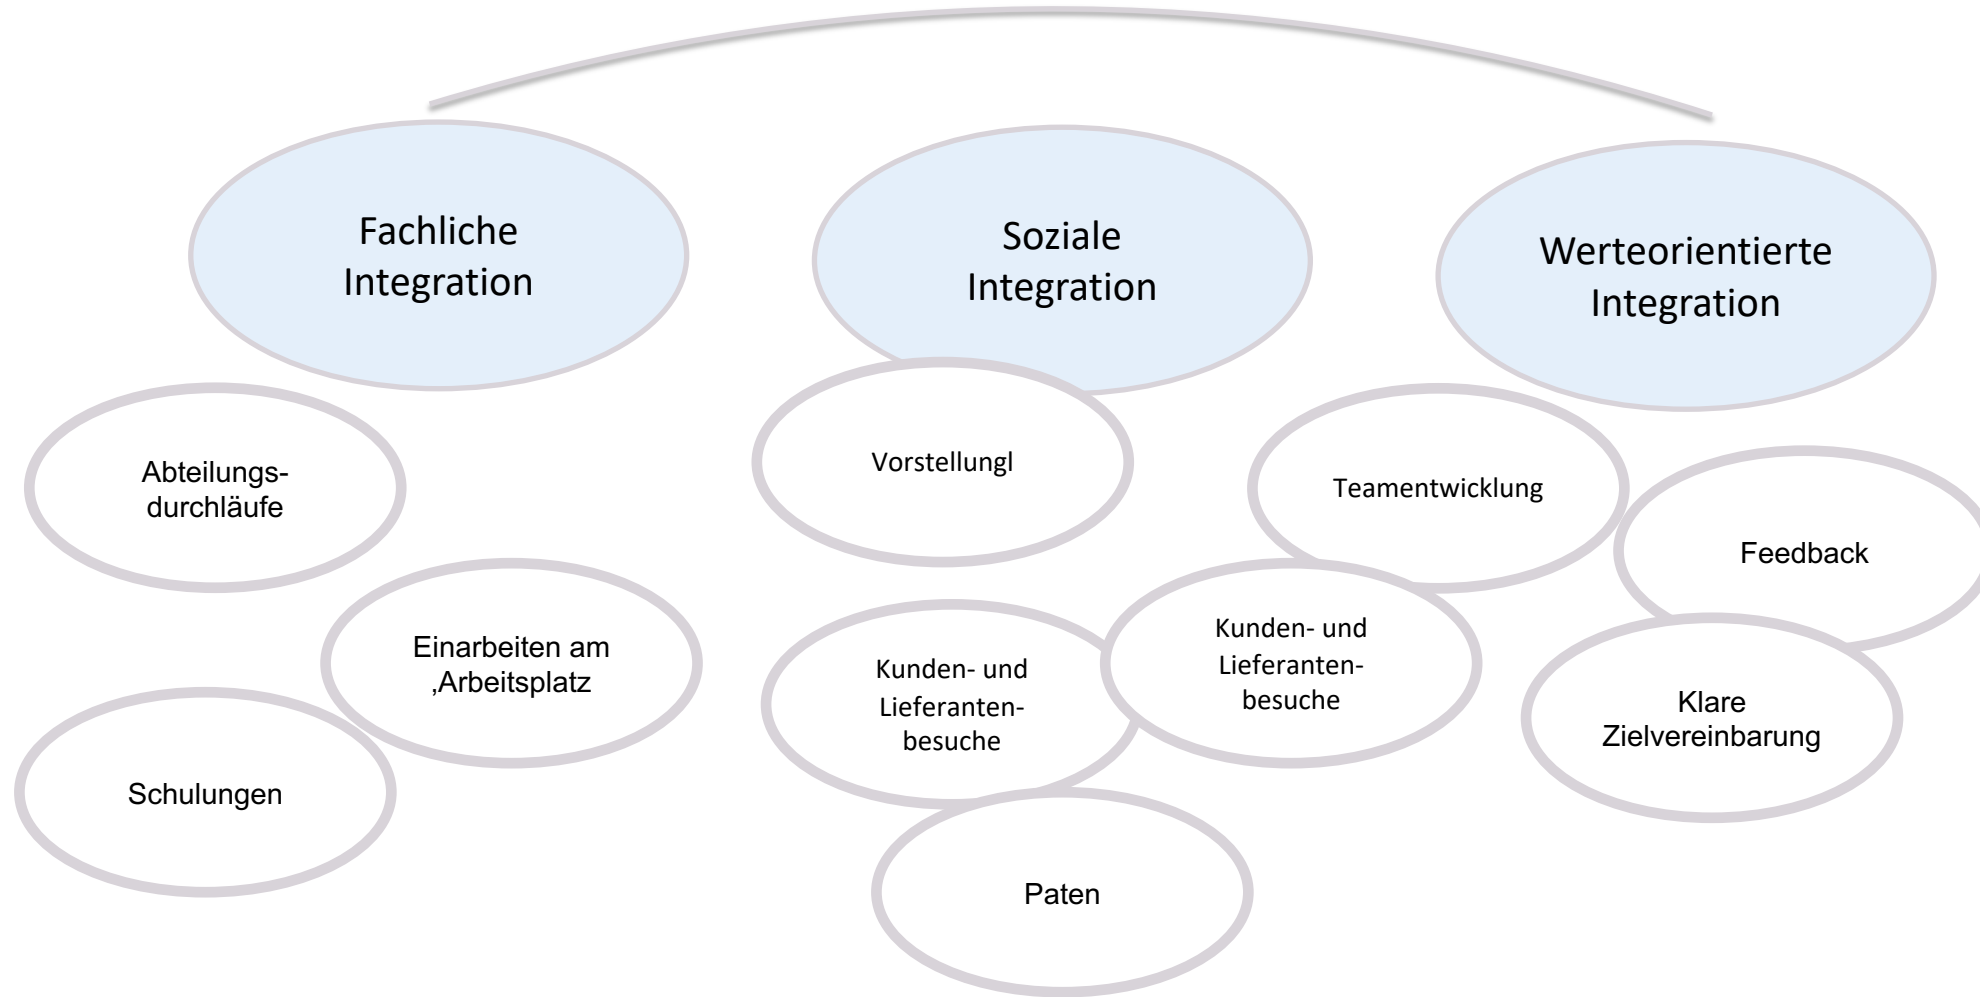 Fachliche
Integration
Soziale
Integration
Werteorientierte
Integration
Abteilungs-
durchläufe
Einarbeiten am
‚Arbeitsplatz
Schulungen
Vorstellungl
Kunden- und
Lieferanten-
besuche
Kunden- und
Lieferanten-
besuche
Paten
Teamentwicklung
Feedback
Klare
Zielvereinbarung